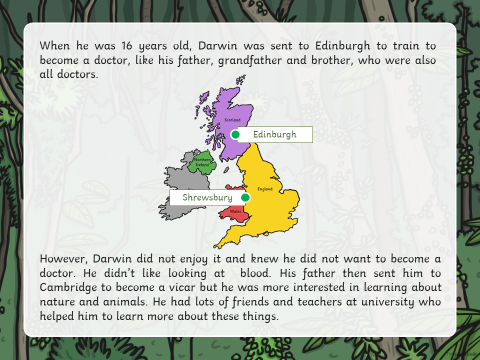 When he was 16 years old, Darwin was sent to Edinburgh to train to
become a doctor, like his father, grandfather and brother, who were also
all doctors.
Scotland
Edinburgh
Northern
Ireland
England
Shrewsbury
Wales
However, Darwin did not enjoy it and knew he did not want to become a
doctor. He didn't like looking at blood. His father then sent him to
Cambridge to become a vicar but he was more interested in learning about
nature and animals. He had lots of friends and teachers at university who
helped him to learn more about these things.